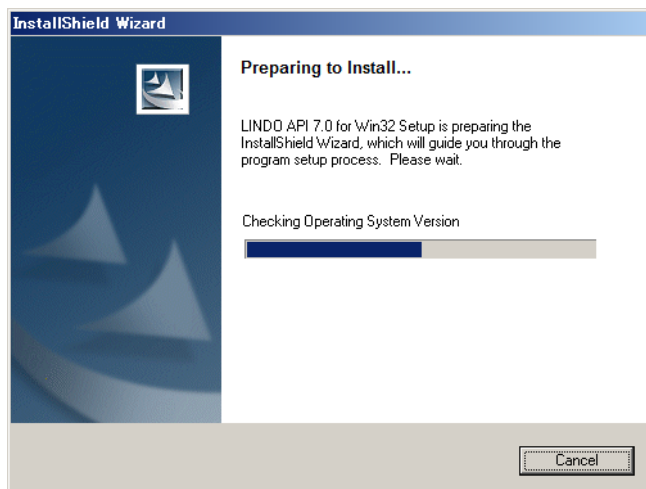 InstallShield Wizard
Preparing to Install...
LINDO API 7.0 for Win32 Setup is preparing the
InstallShield Wizard, which will guide you through the
program setup process. Please wait.
Checking Operating System Version
Cancel